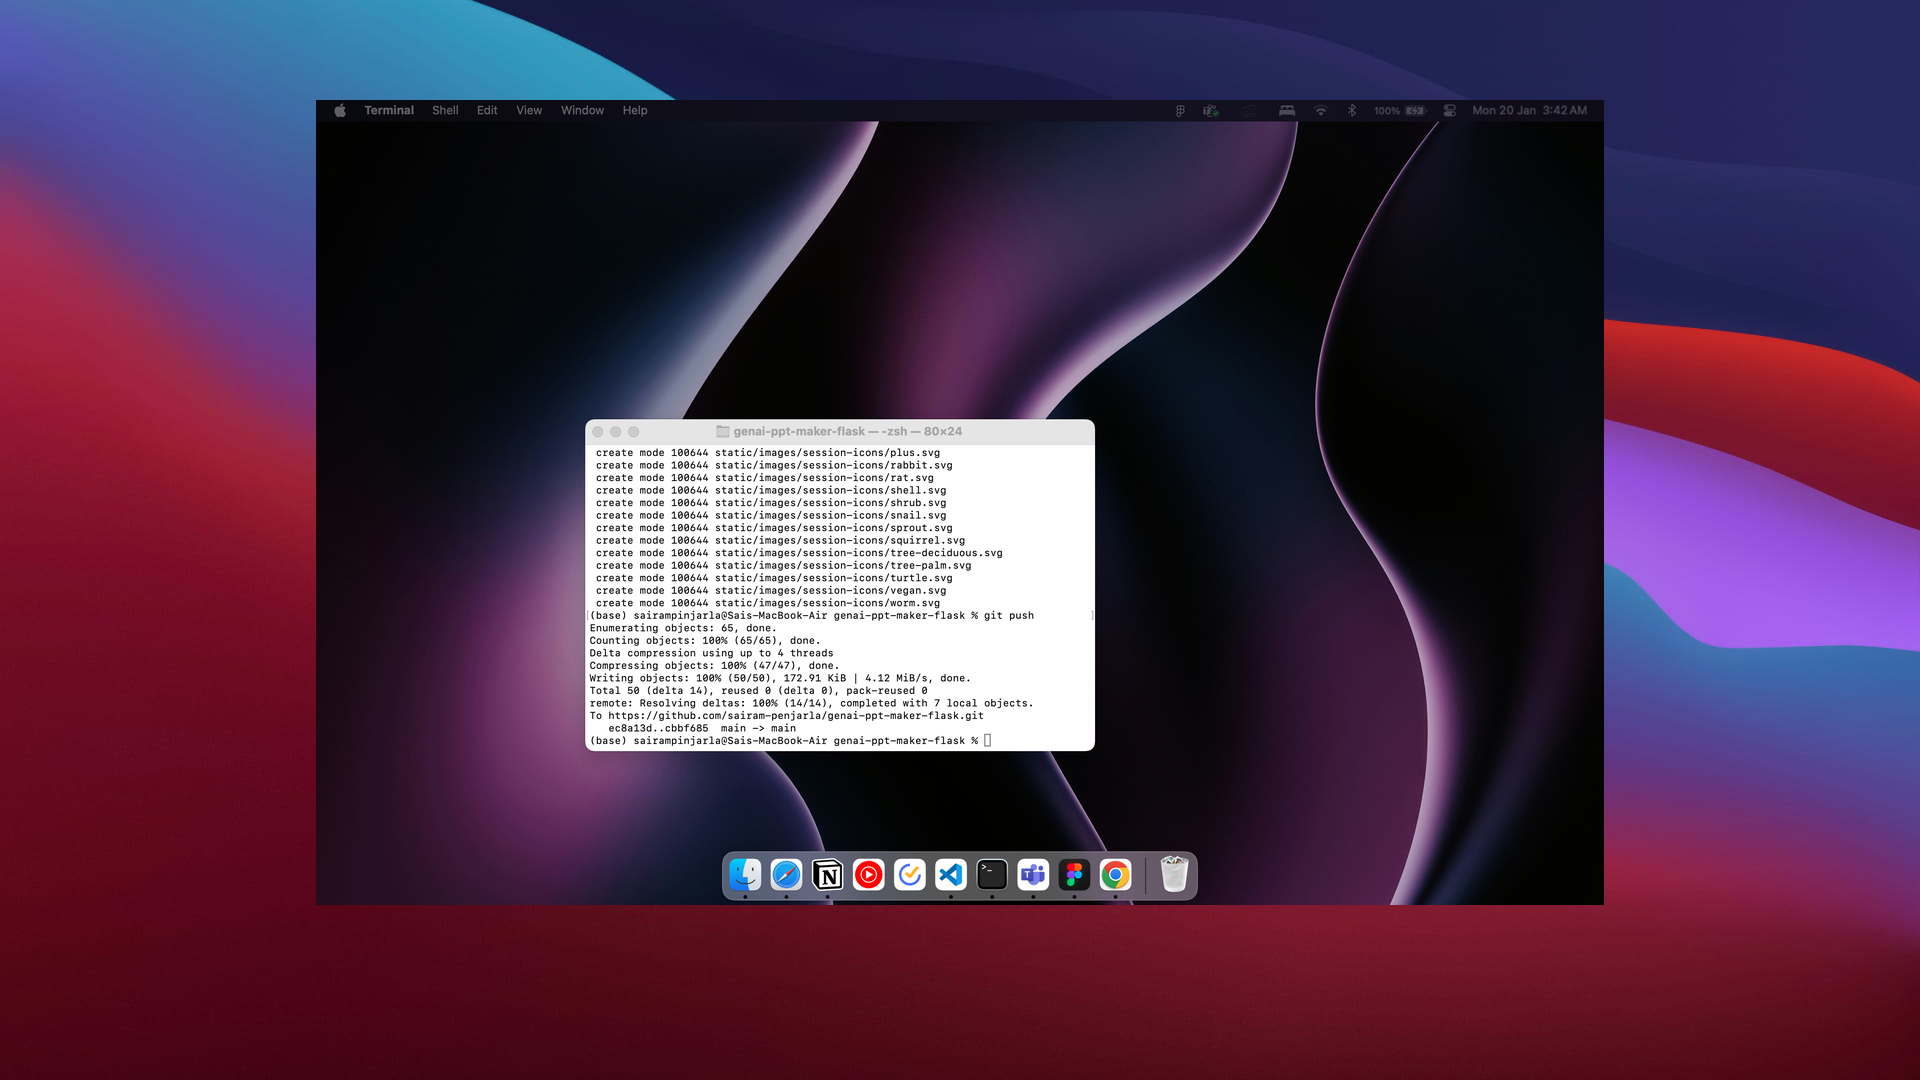 Terminal Shell Edit View Window Help 100% Mon 20 Jan 3:42 AM
genai-ppt-maker-flask — -zsh — 80×24
create mode 100644 static/images/session-icons/plus.svg
create mode 100644 static/images/session-icons/rabbit.svg
create mode 100644 static/images/session-icons/rat.svg
create mode 100644 static/images/session-icons/shell.svg
create mode 100644 static/images/session-icons/shrub.svg
create mode 100644 static/images/session-icons/snail.svg
create mode 100644 static/images/session-icons/sprout.svg
create mode 100644 static/images/session-icons/squirrel.svg
create mode 100644 static/images/session-icons/tree-deciduous.svg
create mode 100644 static/images/session-icons/tree-palm.svg
create mode 100644 static/images/session-icons/turtle.svg
create mode 100644 static/images/session-icons/vegan.svg
create mode 100644 static/images/session-icons/worm.svg
[(base) sairampinjarla@Sais-MacBook-Air genai-ppt-maker-flask % git push ]
Enumerating objects: 65, done.
Counting objects: 100% (65/65), done.
Delta compression using up to 4 threads
Compressing objects: 100% (47/47), done.
Writing objects: 100% (50/50), 172.91 KiB | 4.12 MiB/s, done.
Total 50 (delta 14), reused 0 (delta 0), pack-reused 0
remote: Resolving deltas: 100% (14/14), completed with 7 local objects.
To https://github.com/sairam-penjarla/genai-ppt-maker-flask.git
ec8a13d..cbbf685 main -> main
(base) sairampinjarla@Sais-MacBook-Air genai-ppt-maker-flask %